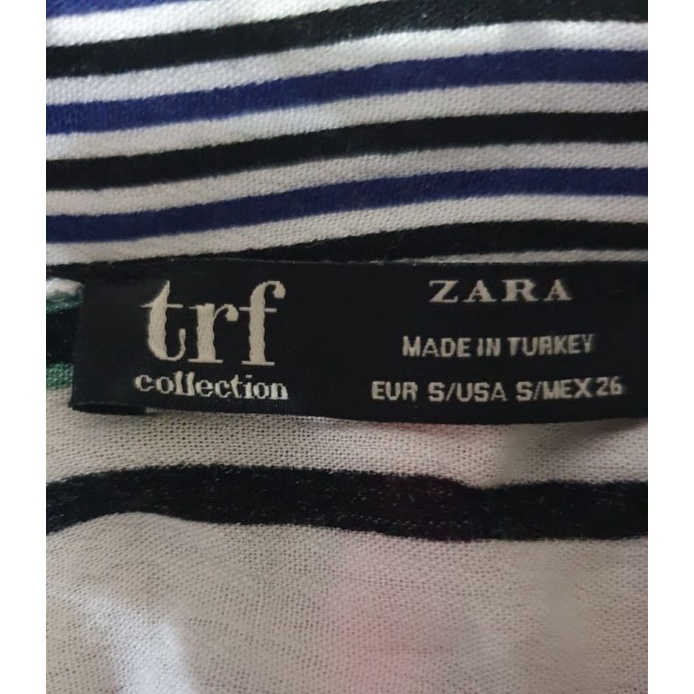 trf
collection
ZARA
MADE IN TURKEY
EUR S/USA S/MEX 26